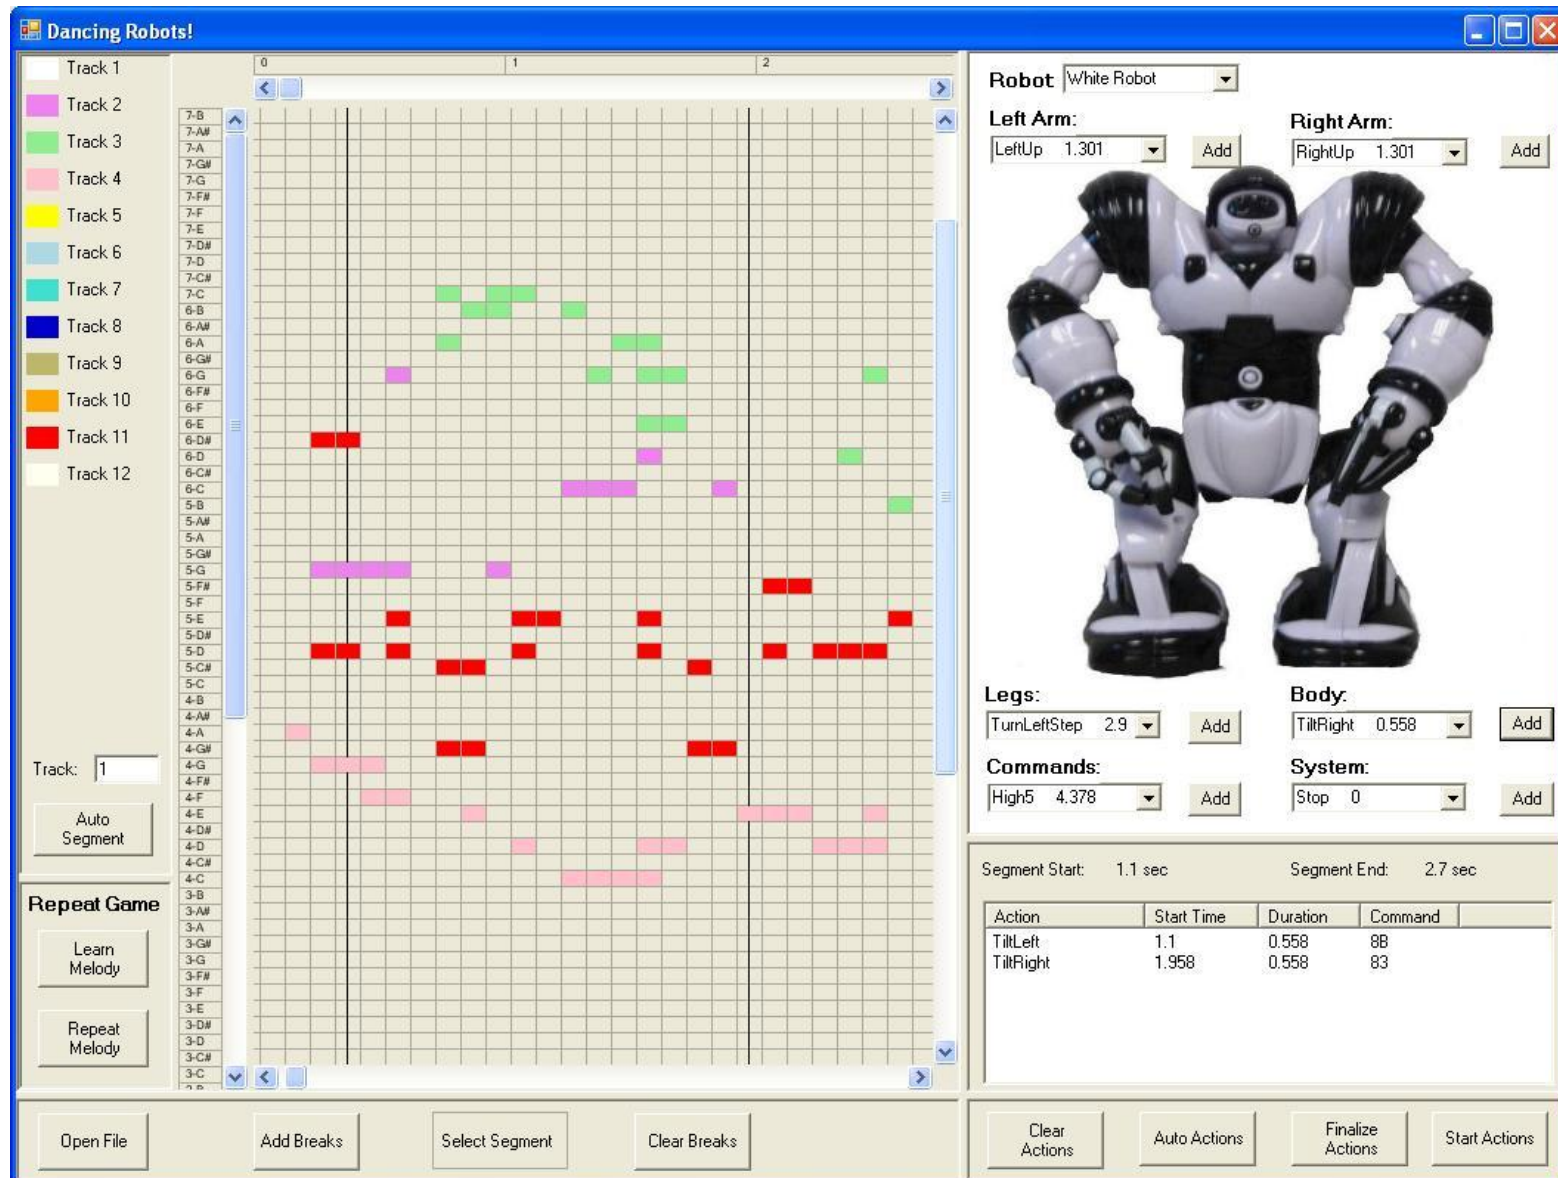 Dancing Robots!
Track 1
Track 2
Track 3
Track 4
Track 5
Track 6
Track 7
Track 8
Track 9
Track 10
Track 11
Track 12
Track: 1
Auto
Segment
Repeat Game
Learn
Melody
Repeat
Melody
0 1 2
7-B
7-A#
7-A
7-G#
7-G
7-F#
7-F
7-E
7-D#
7-D
7-C#
7-C
6-B
6-A#
6-A
6-G#
6-G
6-F#
6-F
6-E
6-D#
6-D
6-C#
6-C
5-B
5-A#
5-A
5-G#
5-G
5-F#
5-F
5-E
5-D#
5-D
5-C#
5-C
4-B
4-A#
4-A
4-G#
4-G
4-F#
4-F
4-E
4-D#
4-D
4-C#
4-C
3-B
3-A#
3-A
3-G#
3-G
3-F#
3-F
3-E
3-D#
3-D
3-C#
3-C
Robot White Robot
Left Arm:
LeftUp 1.301 Add
Right Arm:
RightUp 1.301 Add
Legs:
TurnLeftStep 2.9 Add
Body:
TiltRight 0.558 Add
Commands:
High5 4.378 Add
System:
Stop 0 Add
Segment Start: 1.1 sec Segment End: 2.7 sec
Action Start Time Duration Command
TiltLeft 1.1 0.558 8B
TiltRight 1.958 0.558 83
Open File
Add Breaks
Select Segment
Clear Breaks
Clear
Actions
Auto Actions
Finalize
Actions
Start Actions